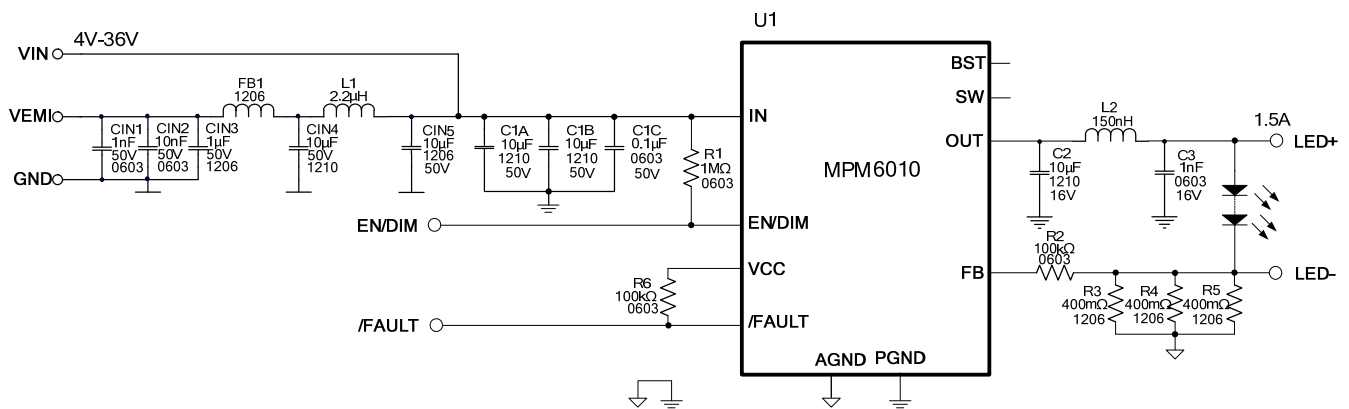 U1
VIN
4V-36V
VEMI
GND
CIN1
1nF
50V
0603
CIN2
10nF
50V
0603
CIN3
1µF
50V
1206
FB1
1206
CIN4
10µF
50V
1210
L1
2.2µH
CIN5
10µF
1206
50V
C1A
10µF
1210
50V
C1B
10µF
1210
50V
C1C
0.1µF
0603
50V
R1
1MΩ
0603
EN/DIM
R6
100kΩ
0603
/FAULT
IN
EN/DIM
VCC
/FAULT
MPM6010
BST
SW
OUT
FB
AGND
PGND
L2
150nH
C2
10µF
1210
16V
C3
1nF
0603
16V
1.5A
LED+
R2
100kΩ
0603
LED-
R3
400mΩ
1206
R4
400mΩ
1206
R5
400mΩ
1206